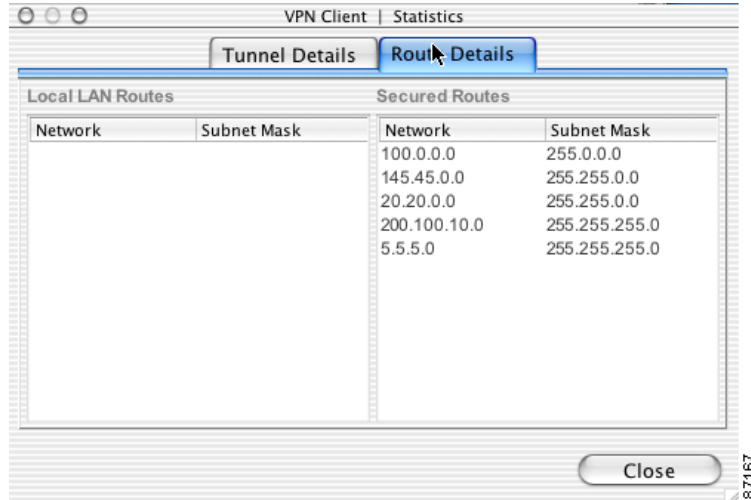 VPN Client | Statistics
Tunnel Details
Route Details
Local LAN Routes
Network Subnet Mask
Secured Routes
Network Subnet Mask
100.0.0.0 255.0.0.0
145.45.0.0 255.255.0.0
20.20.0.0 255.255.0.0
200.100.10.0 255.255.255.0
5.5.5.0 255.255.255.0
Close
87167